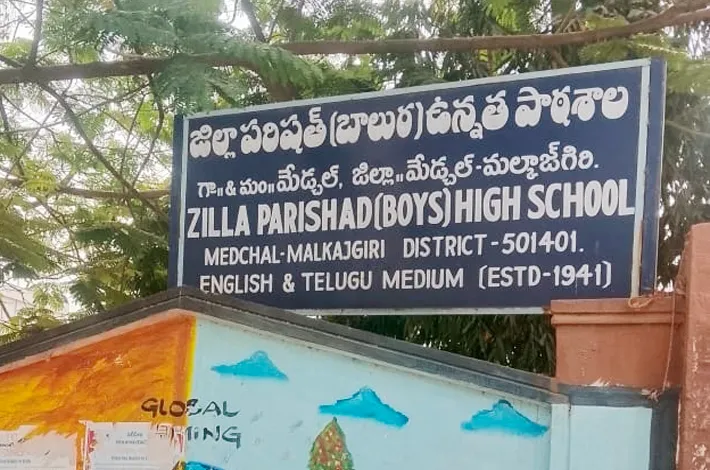 జిల్లా పరిషత్ (బాలుర) ఉన్నత పాఠశాల
గా॥ & మం॥ మేడ్చల్, జిల్లా॥ మేడ్చల్-మల్కాజ్‌గిరి.
ZILLA PARISHAD(BOYS) HIGH SCHOOL
MEDCHAL-MALKAJGIRI DISTRICT-501401.
ENGLISH & TELUGU MEDIUM (ESTD-1941)
GLOBAL